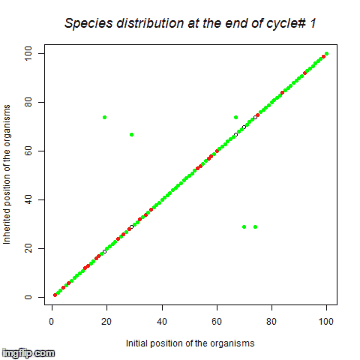 Species distribution at the end of cycle# 1
Inherited position of the organisms
100
80
60
40
20
0
0 20 40 60 80 100
Initial position of the organisms
imgflip.com